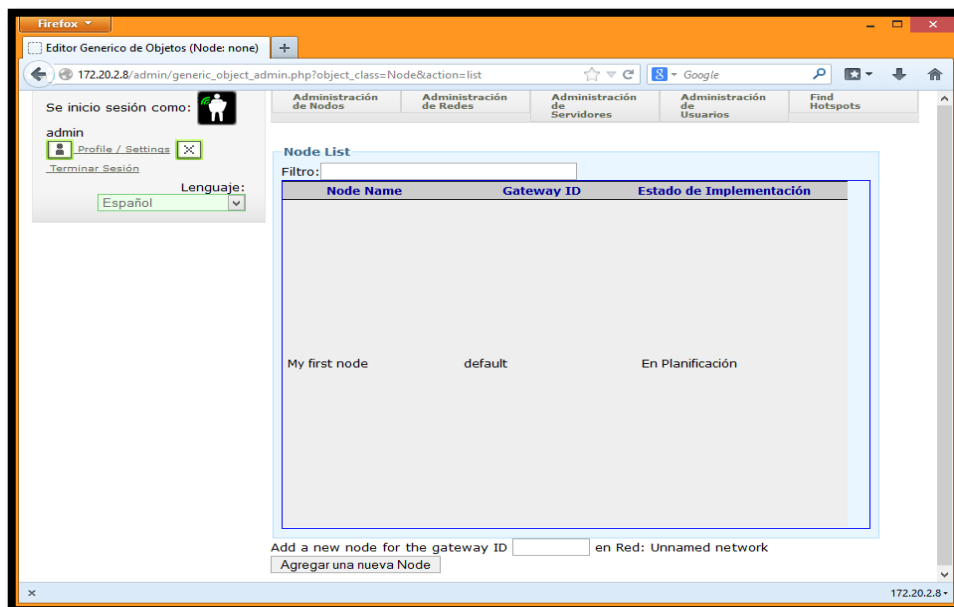 Firefox
Editor Generico de Objetos (Node: none)
172.20.2.8/admin/generic_object_admin.php?object_class=Node&action=list
Google
Se inicio sesión como:
admin
Profile / Settings
Terminar Sesión
Lenguaje:
Español
Administración de Nodos
Administración de Redes
Administración de Servidores
Administración de Usuarios
Find Hotspots
Node List
Filtro:
Node Name Gateway ID Estado de Implementación
My first node default En Planificación
Add a new node for the gateway ID en Red: Unnamed network
Agregar una nueva Node
172.20.2.8